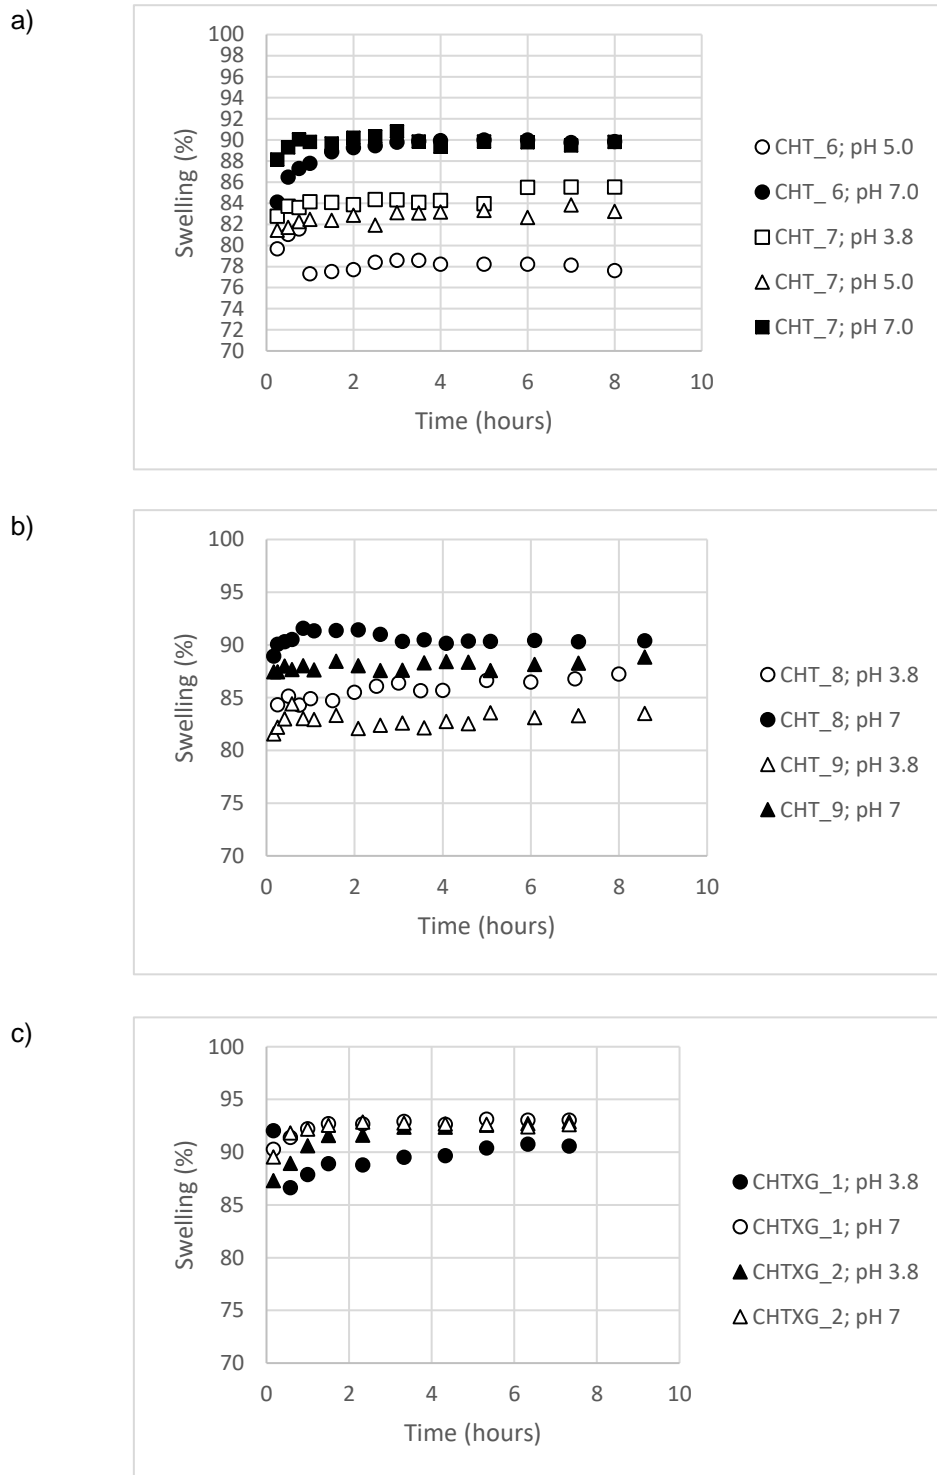 a)
100
98
96
94
92
90
88
86
84
82
80
78
76
74
72
70
Swelling (%)
0 2 4 6 8 10
Time (hours)
CHT_6; pH 5.0
CHT_ 6; pH 7.0
CHT_7; pH 3.8
CHT_7; pH 5.0
CHT_7; pH 7.0
b)
100
95
90
85
80
75
70
Swelling (%)
0 2 4 6 8 10
Time (hours)
CHT_8; pH 3.8
CHT_8; pH 7
CHT_9; pH 3.8
CHT_9; pH 7
c)
100
95
90
85
80
75
70
Swelling (%)
0 2 4 6 8 10
Time (hours)
CHTXG_1; pH 3.8
CHTXG_1; pH 7
CHTXG_2; pH 3.8
CHTXG_2; pH 7